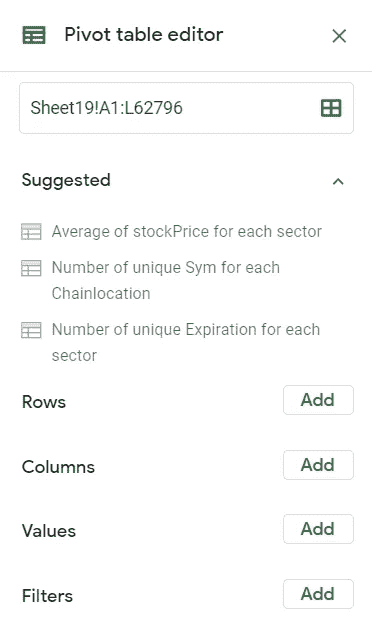 Pivot table editor
Sheet19!A1:L62796
Suggested
Average of stockPrice for each sector
Number of unique Sym for each
Chainlocation
Number of unique Expiration for each
sector
Rows Add
Columns Add
Values Add
Filters Add